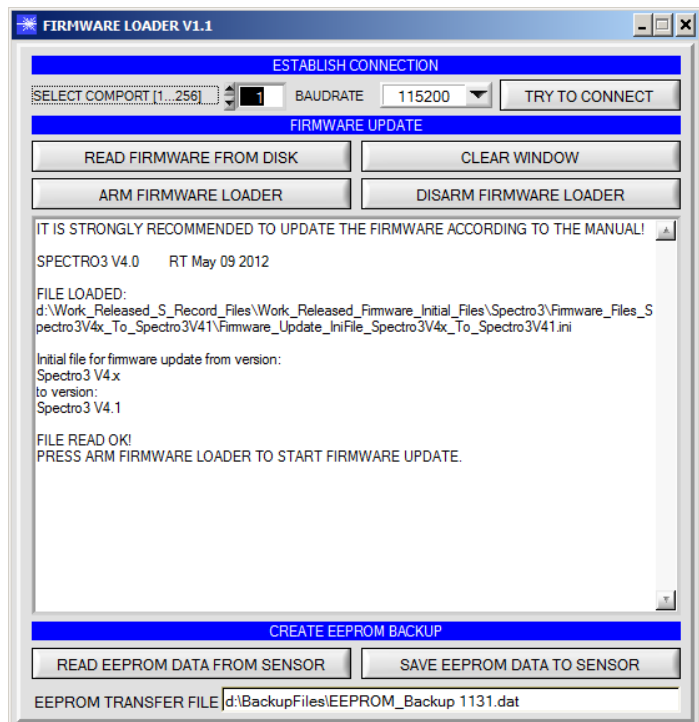 FIRMWARE LOADER V1.1
ESTABLISH CONNECTION
SELECT COMPORT [1...256] 1 BAUDRATE 115200 TRY TO CONNECT
FIRMWARE UPDATE
READ FIRMWARE FROM DISK CLEAR WINDOW
ARM FIRMWARE LOADER DISARM FIRMWARE LOADER
IT IS STRONGLY RECOMMENDED TO UPDATE THE FIRMWARE ACCORDING TO THE MANUAL!
SPECTRO3 V4.0 RT May 09 2012
FILE LOADED:
d:\Work_Released_S_Record_Files\Work_Released_Firmware_Initial_Files\Spectro3\Firmware_Files_S
pectro3V4x_To_Spectro3V41\Firmware_Update_IniFile_Spectro3V4x_To_Spectro3V41.ini
Initial file for firmware update from version:
Spectro3 V4.x
to version:
Spectro3 V4.1
FILE READ OK!
PRESS ARM FIRMWARE LOADER TO START FIRMWARE UPDATE.
CREATE EEPROM BACKUP
READ EEPROM DATA FROM SENSOR SAVE EEPROM DATA TO SENSOR
EEPROM TRANSFER FILE d:\BackupFiles\EEPROM_Backup 1131.dat